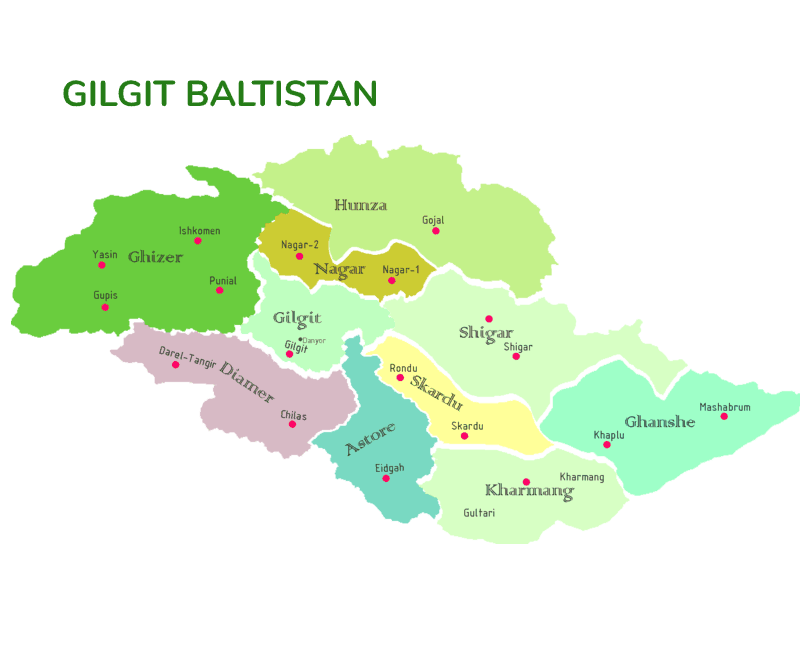 GILGIT BALTISTAN
Hunza
Gojal
Ishkomen
Nagar-2
Yasin
Ghizer
Nagar
Nagar-1
Punial
Gupis
Gilgit
Shigar
Danyor
Gilgit
Shigar
Darel-Tangir
Diamer
Rondu
Skardu
Mashabrum
Chilas
Ghanshe
Skardu
Astore
Khaplu
Eidgah
Kharmang
Kharmang
Gultari